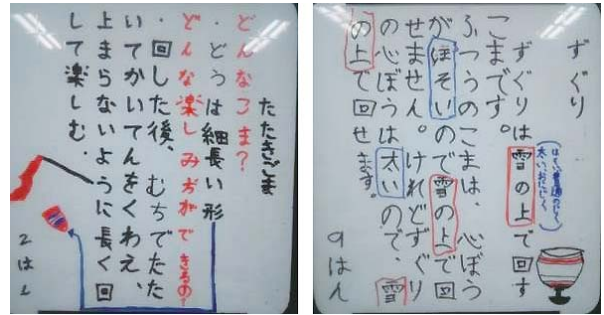 たたきごま
どんなこま?
・どうは細長い形
どんな楽しみ方ができるの?
・回した後、むちでたた
いてかいてんをくわえ、
止まらないように長く回
して楽しむ。
2はん
ずぐり
ずぐりは雪の上で回す
こまです。
ふつうのこまは、心ぼう
がほそいので雪の上で回
せません。けれどずぐり
の心ぼうは太いので、雪
の上で回せます。
9はん